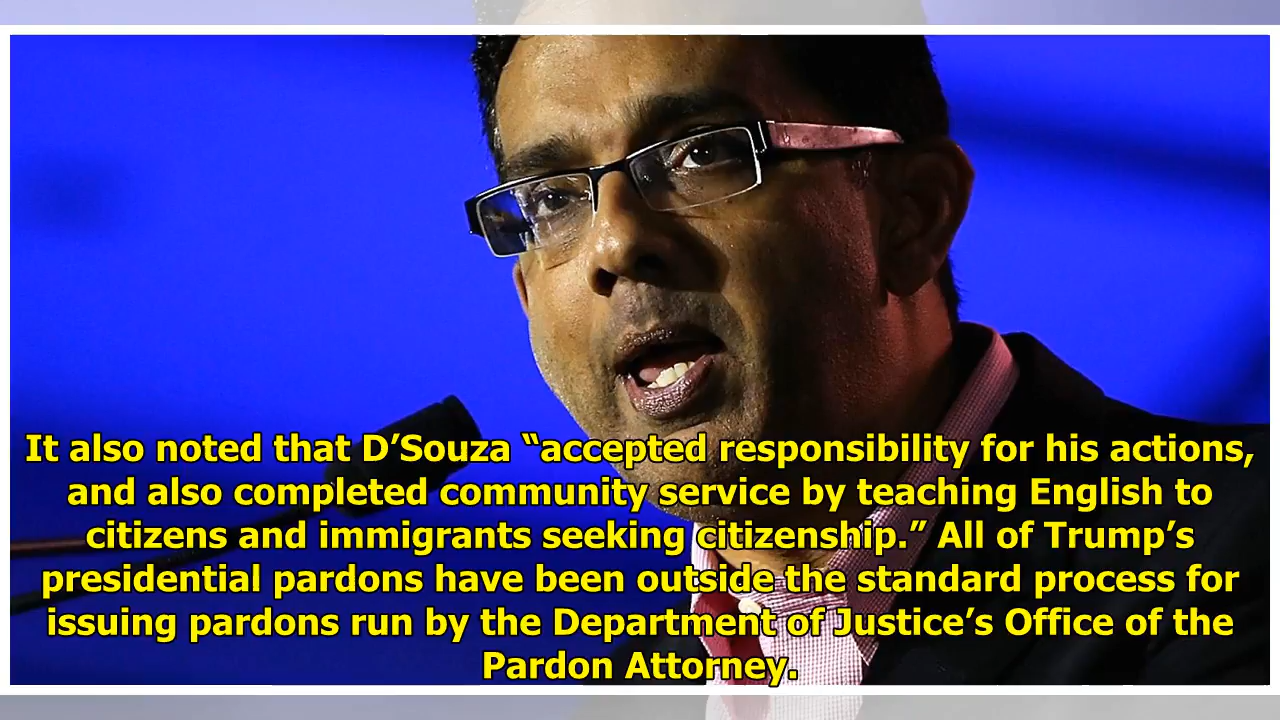 It also noted that D’Souza “accepted responsibility for his actions,
and also completed community service by teaching English to
citizens and immigrants seeking citizenship.” All of Trump’s
presidential pardons have been outside the standard process for
issuing pardons run by the Department of Justice’s Office of the
Pardon Attorney.